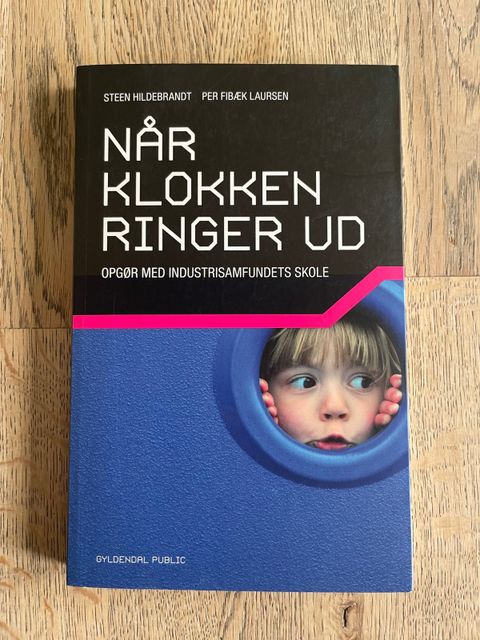 STEEN HILDEBRANDT PER FIBÆK LAURSEN
NÅR
KLOKKEN
RINGER UD
OPGØR MED INDUSTRISAMFUNDETS SKOLE
GYLDENDAL PUBLIC